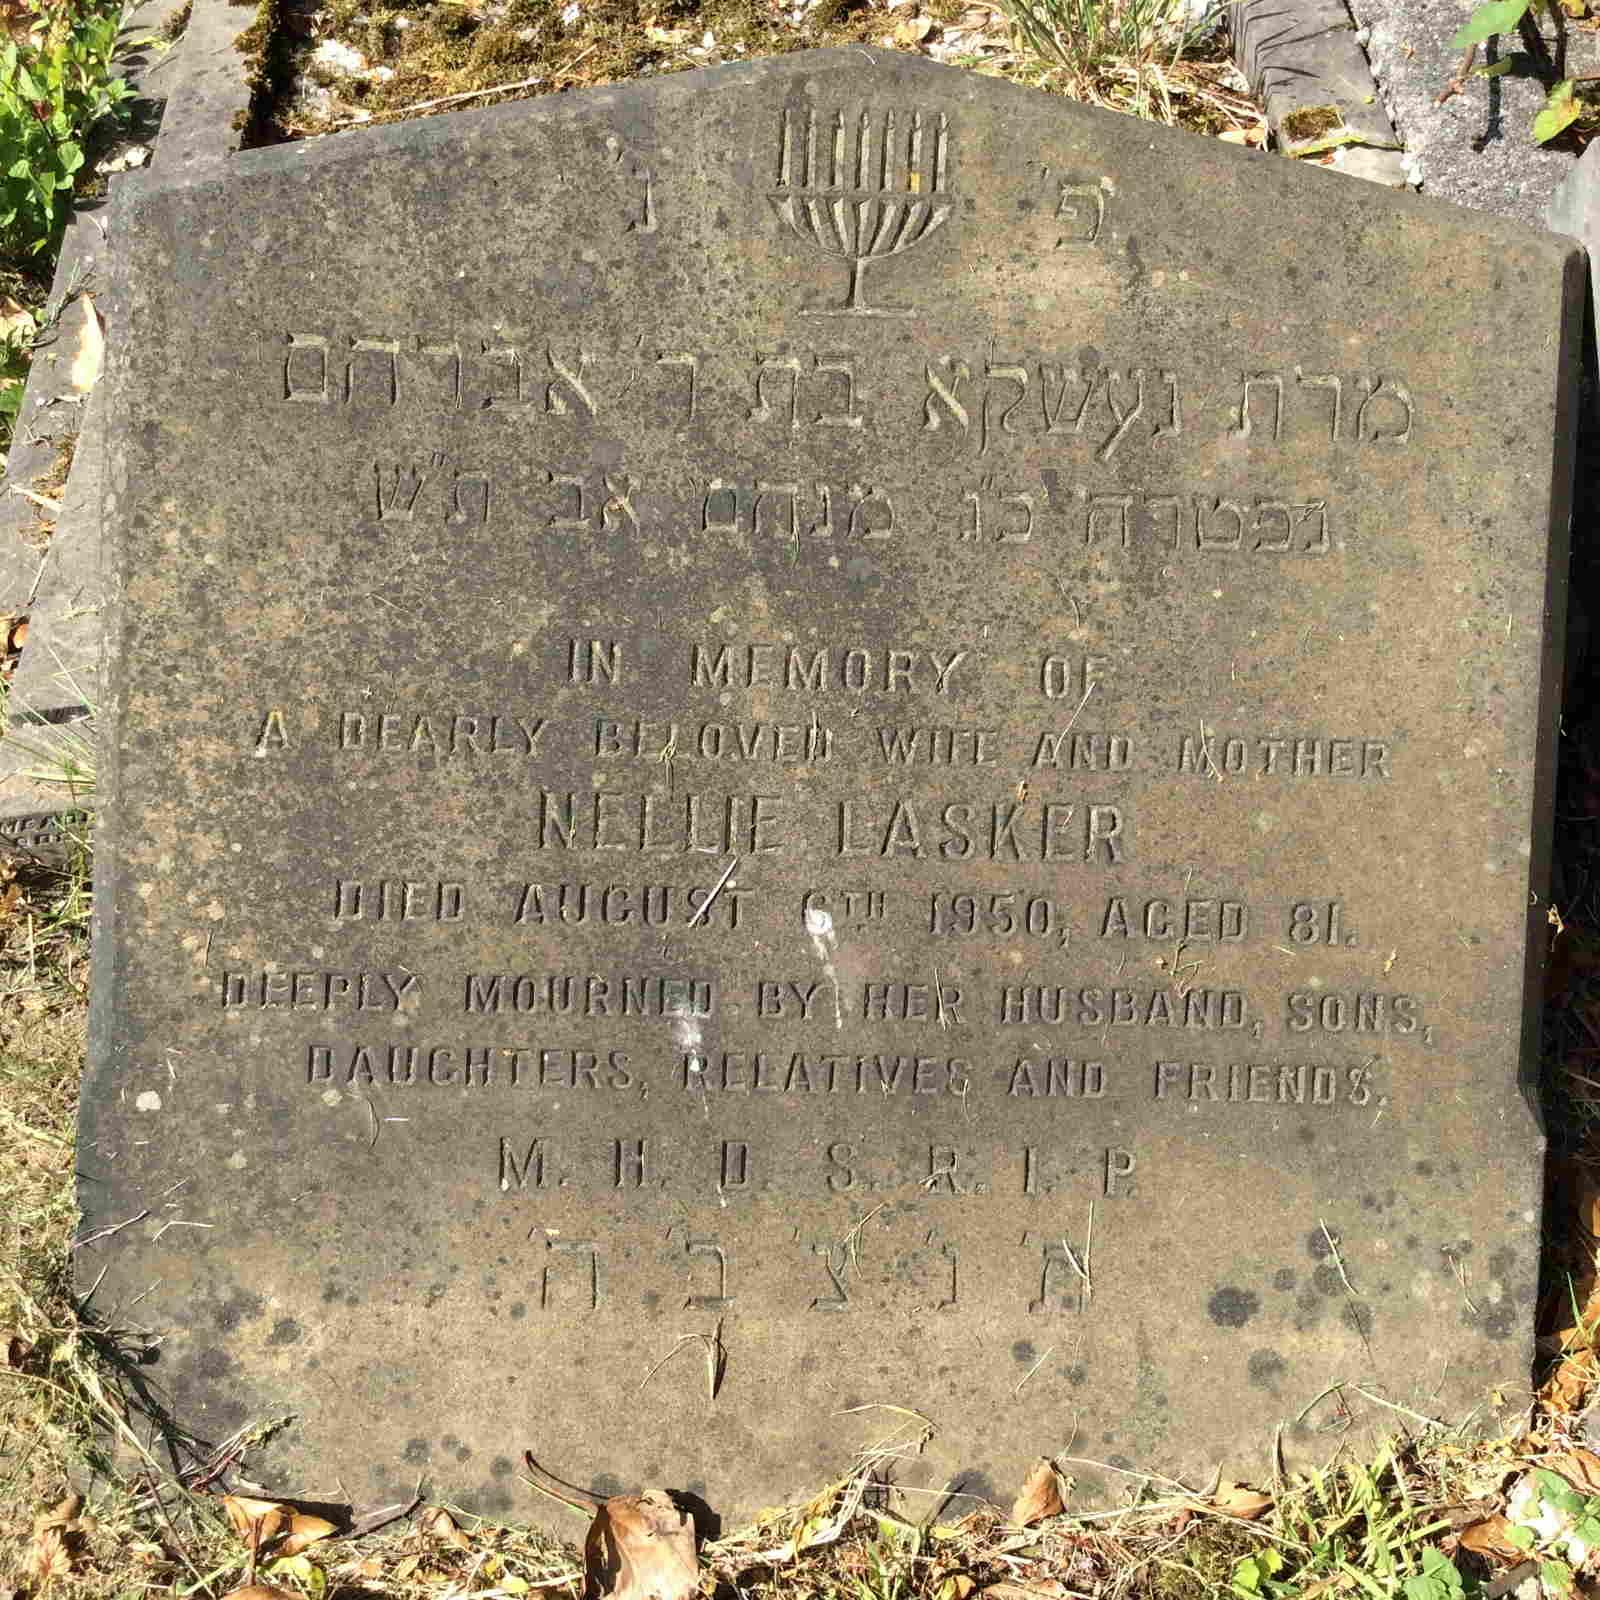 פ' נ'
מרת נעשקא בת ר' אברהם
נפטרה כ"ג מנחם אב ת"ש
IN MEMORY OF
A DEARLY BELOVED WIFE AND MOTHER
NELLIE LASKER
DIED AUGUST 6TH 1950, AGED 81.
DEEPLY MOURNED BY HER HUSBAND, SONS,
DAUGHTERS, RELATIVES AND FRIENDS.
M. H. D. S. R. I. P.
ת' נ' צ' ב' ה'